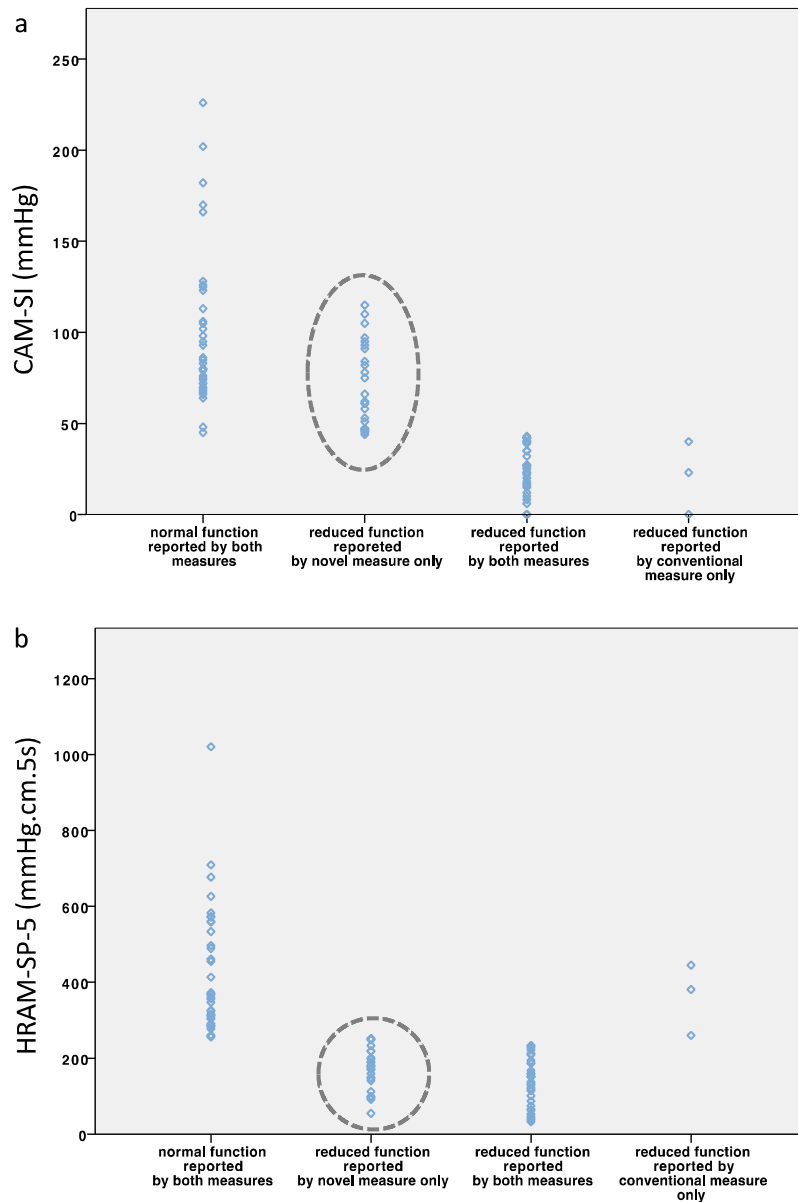 a
CAM-SI (mmHg)
250
200
150
100
50
0
normal function
reported by both
measures
reduced function
reporeted
by novel measure only
reduced function
reported
by both measures
reduced function
reported
by conventional
measure only
b
HRAM-SP-5 (mmHg.cm.5s)
1200
1000
800
600
400
200
0
normal function
reported
by both measures
reduced function
reported
by novel measure only
reduced function
reported
by both measures
reduced function
reported by
conventional measure
only